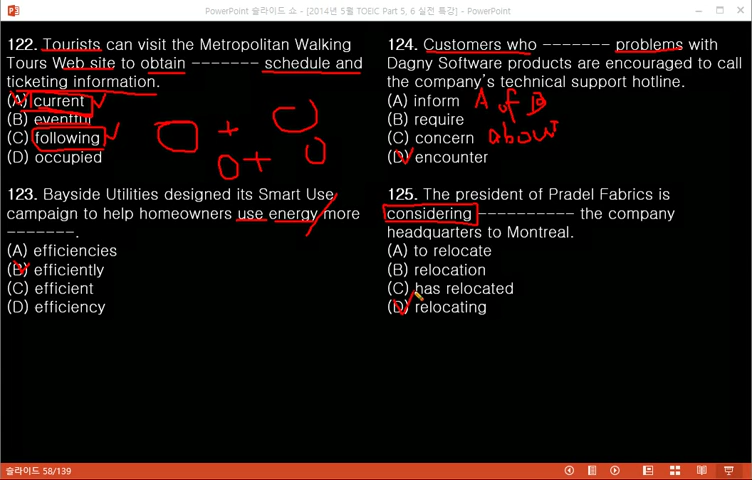 PowerPoint 슬라이드 쇼 - [2014년 5월 TOEIC Part 5, 6 실전 특강] - PowerPoint
122. Tourists can visit the Metropolitan Walking
Tours Web site to obtain ------- schedule and
ticketing information.
(A) current
(B) eventful
(C) following
(D) occupied
123. Bayside Utilities designed its Smart Use
campaign to help homeowners use energy more
-------.
(A) efficiencies
(B) efficiently
(C) efficient
(D) efficiency
124. Customers who ------- problems with
Dagny Software products are encouraged to call
the company's technical support hotline.
(A) inform A of B
(B) require
(C) concern about
(D) encounter
125. The president of Pradel Fabrics is
considering ---------- the company
headquarters to Montreal.
(A) to relocate
(B) relocation
(C) has relocated
(D) relocating
슬라이드 58/139